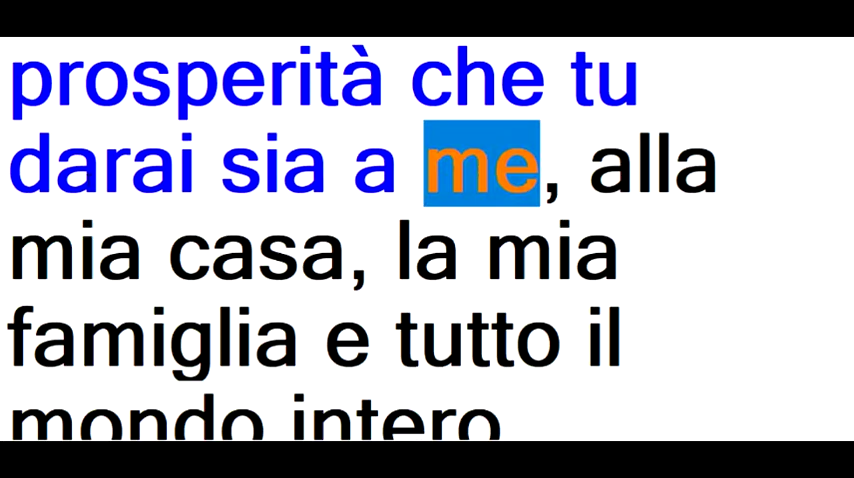 prosperità che tu
darai sia a me, alla
mia casa, la mia
famiglia e tutto il
mondo intero